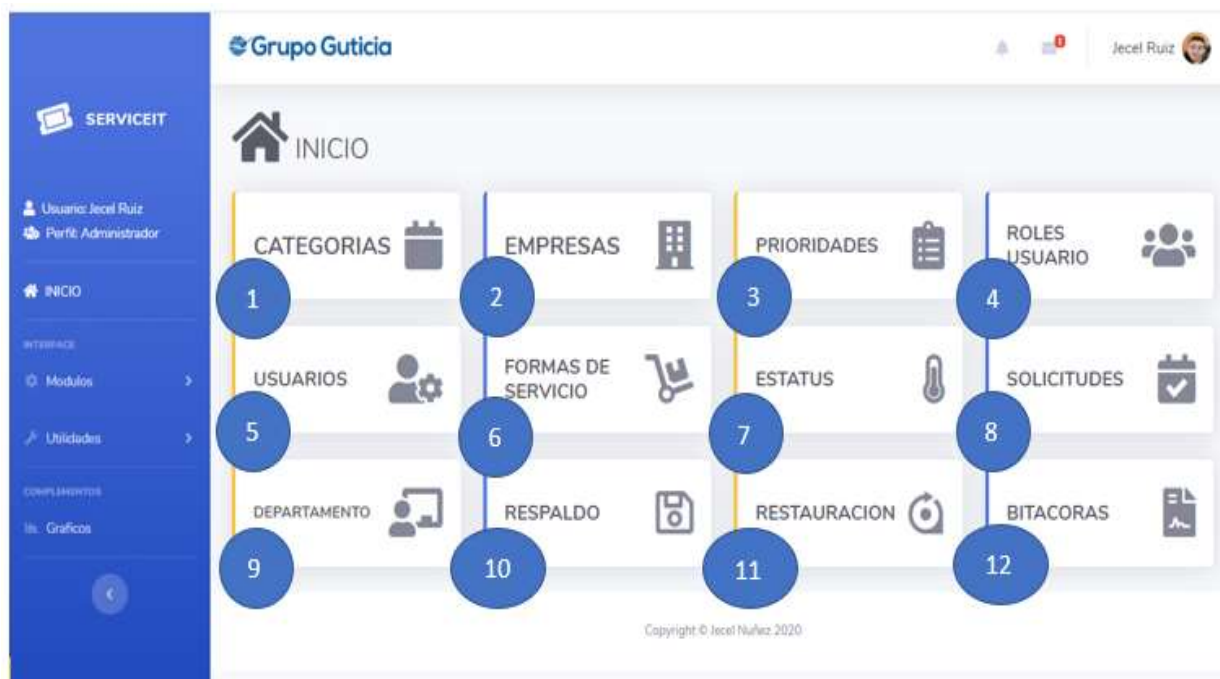 Grupo Guticia
Jecel Ruiz
SERVICEIT
Usuario: Jecel Ruiz
Perfil: Administrador
INICIO
INTERFACE
Modulos
Utilidades
COMPLEMENTOS
Graficos
INICIO
CATEGORIAS
1
EMPRESAS
2
PRIORIDADES
3
ROLES
USUARIO
4
USUARIOS
5
FORMAS DE
SERVICIO
6
ESTATUS
7
SOLICITUDES
8
DEPARTAMENTO
9
RESPALDO
10
RESTAURACION
11
BITACORAS
12
Copyright © Jecel Nuñez 2020